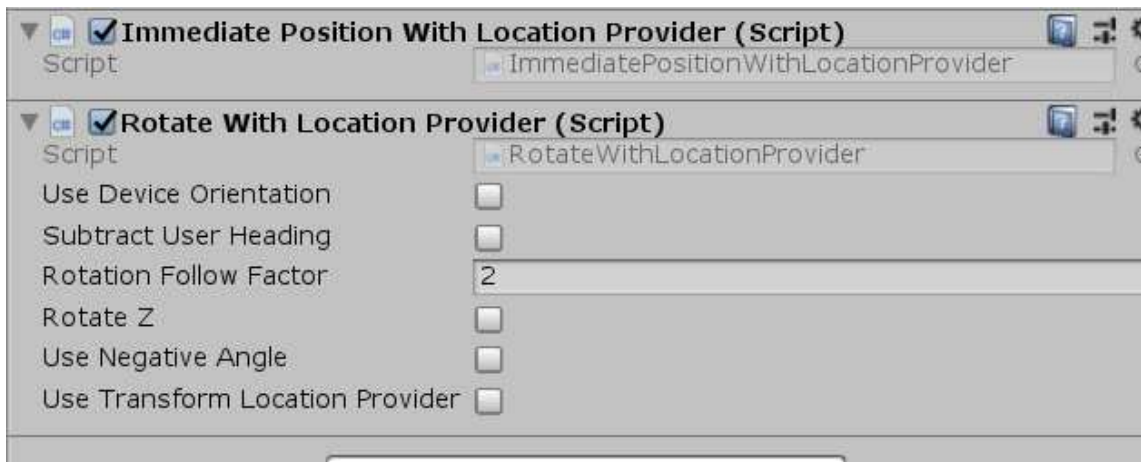 Immediate Position With Location Provider (Script)
Script ImmediatePositionWithLocationProvider
Rotate With Location Provider (Script)
Script RotateWithLocationProvider
Use Device Orientation
Subtract User Heading
Rotation Follow Factor 2
Rotate Z
Use Negative Angle
Use Transform Location Provider